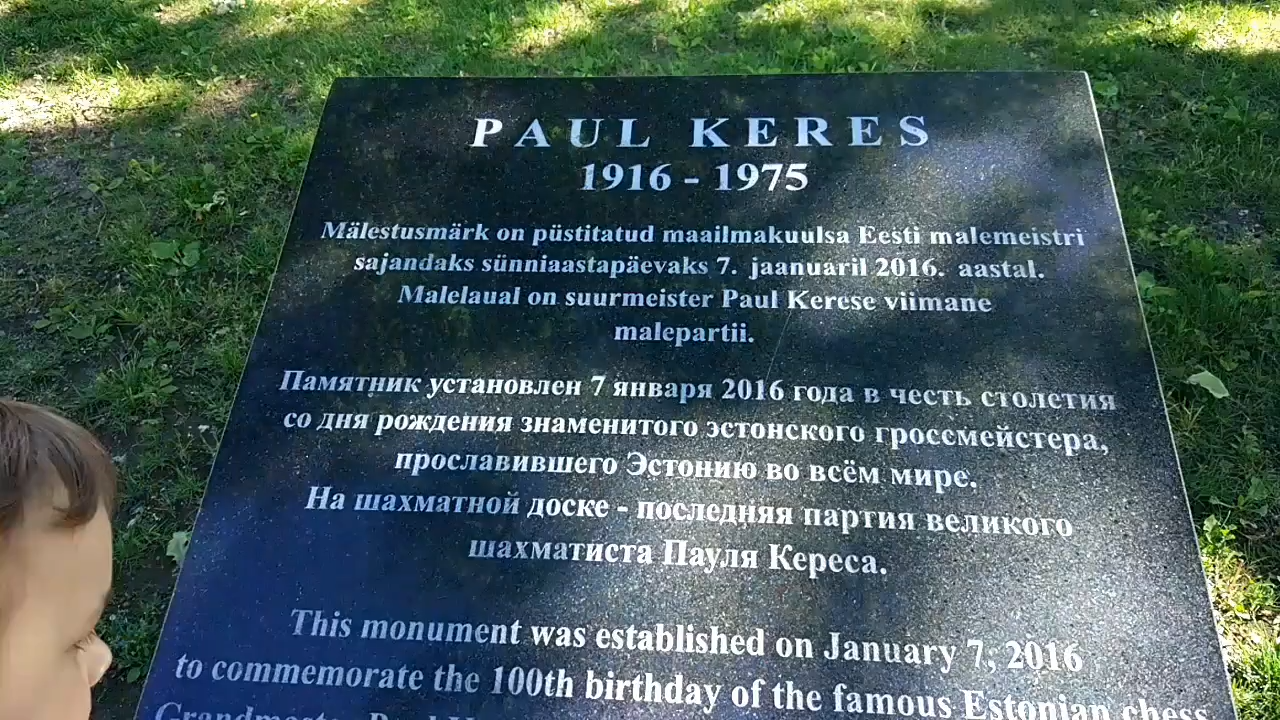 PAUL KERES
1916 - 1975
Mälestusmärk on püstitatud maailmakuulsa Eesti malemeistri
sajandaks sünniaastapäevaks 7. jaanuaril 2016. aastal.
Malelaual on suurmeister Paul Kerese viimane
malepartii.
Памятник установлен 7 января 2016 года в честь столетия
со дня рождения знаменитого эстонского гроссмейстера,
прославившего Эстонию во всём мире.
На шахматной доске - последняя партия великого
шахматиста Пауля Кереса.
This monument was established on January 7, 2016
to commemorate the 100th birthday of the famous Estonian chess
Grandmaster Paul